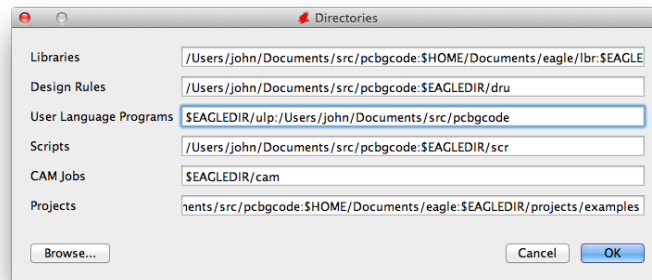 Directories
Libraries /Users/john/Documents/src/pcbgcode:$HOME/Documents/eagle/lbr:$EAGLE
Design Rules /Users/john/Documents/src/pcbgcode:$EAGLEDIR/dru
User Language Programs $EAGLEDIR/ulp:/Users/john/Documents/src/pcbgcode
Scripts /Users/john/Documents/src/pcbgcode:$EAGLEDIR/scr
CAM Jobs $EAGLEDIR/cam
Projects nents/src/pcbgcode:$HOME/Documents/eagle:$EAGLEDIR/projects/examples
Browse... Cancel OK